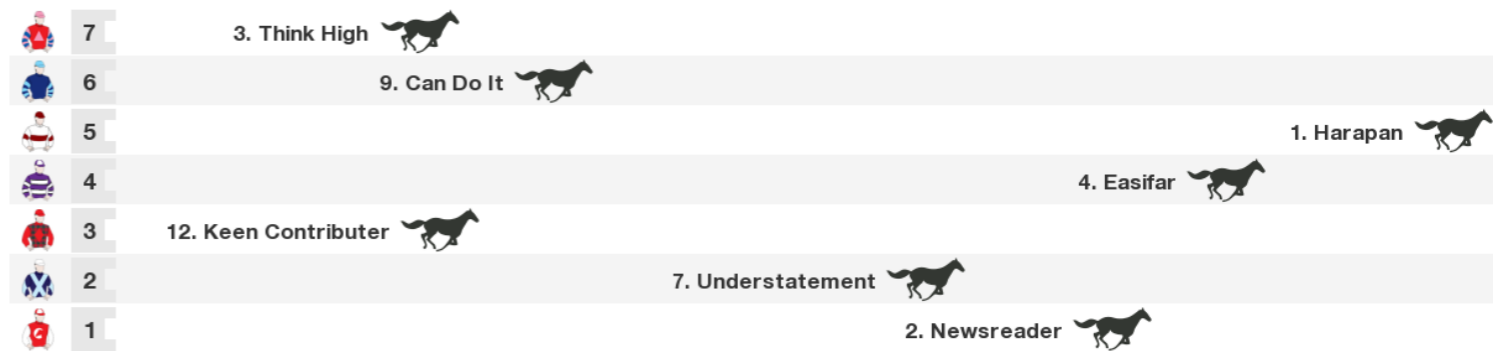 7 3. Think High
6 9. Can Do It
5 1. Harapan
4 4. Easifar
3 12. Keen Contributer
2 7. Understatement
1 2. Newsreader